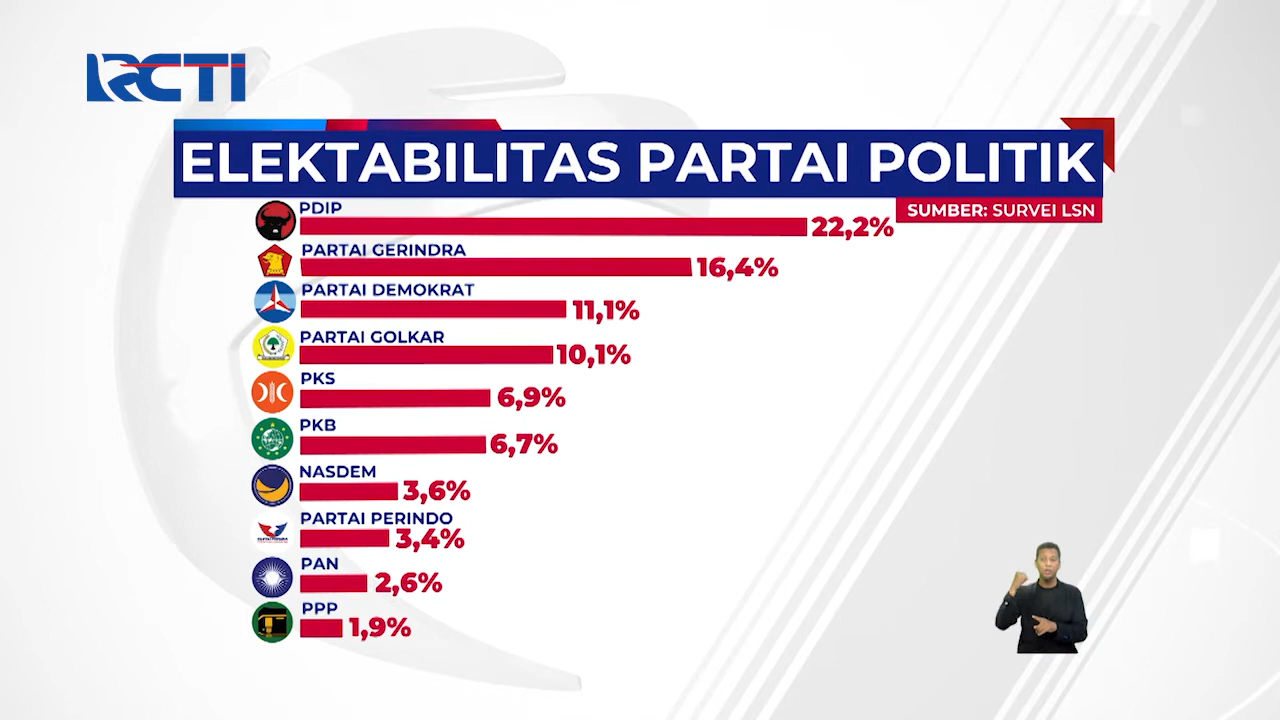 RCTI
ELEKTABILITAS PARTAI POLITIK
SUMBER: SURVEI LSN
PDIP
22,2%
PARTAI GERINDRA
16,4%
PARTAI DEMOKRAT
11,1%
PARTAI GOLKAR
10,1%
PKS
6,9%
PKB
6,7%
NASDEM
3,6%
PARTAI PERINDO
3,4%
PAN
2,6%
PPP
1,9%